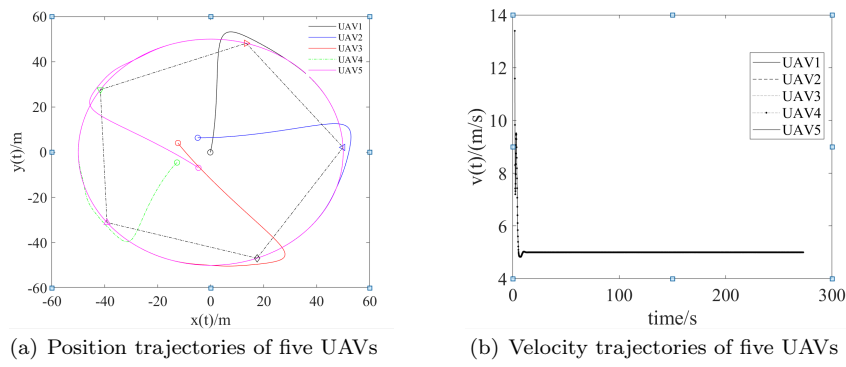 60
40
20
0
-20
-40
-60
y(t)/m
-60 -40 -20 0 20 40 60
x(t)/m
UAV1
UAV2
UAV3
UAV4
UAV5
(a) Position trajectories of five UAVs
14
12
10
8
6
4
v(t)/(m/s)
0 100 200 300
time/s
UAV1
UAV2
UAV3
UAV4
UAV5
(b) Velocity trajectories of five UAVs